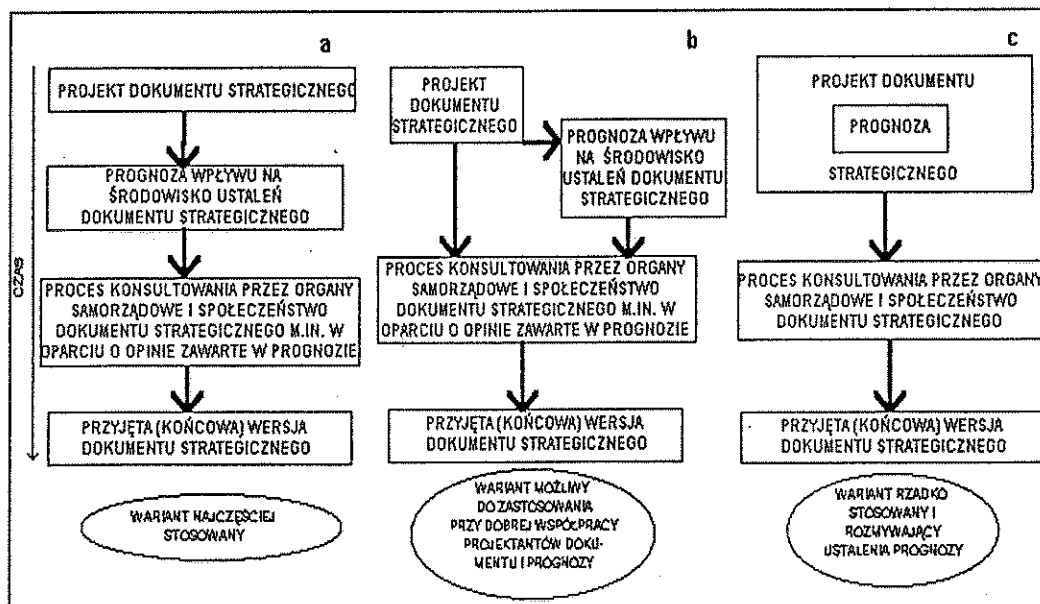 CZAS
a
PROJEKT DOKUMENTU STRATEGICZNEGO
PROGNOZA WPŁYWU NA
ŚRODOWISKO USTALEŃ
DOKUMENTU STRATEGICZNEGO
PROCES KONSULTOWANIA PRZEZ ORGANY
SAMORZĄDOWE I SPOŁECZEŃSTWO
DOKUMENTU STRATEGICZNEGO M.IN. W
OPARCIU O OPINIE ZAWARTE W PROGNOZIE
PRZYJĘTA (KOŃCOWA) WERSJA
DOKUMENTU STRATEGICZNEGO
WARIANT NAJCZĘŚCIEJ
STOSOWANY
b
PROJEKT
DOKUMENTU
STRATEGICZNEGO
PROGNOZA WPŁYWU
NA ŚRODOWISKO
USTALEŃ DOKUMENTU
STRATEGICZNEGO
PROCES KONSULTOWANIA PRZEZ ORGANY
SAMORZĄDOWE I SPOŁECZEŃSTWO
DOKUMENTU STRATEGICZNEGO M.IN. W
OPARCIU O OPINIE ZAWARTE W PROGNOZIE
PRZYJĘTA (KOŃCOWA) WERSJA
DOKUMENTU STRATEGICZNEGO
WARIANT MOŻLIWY
DO ZASTOSOWANIA
PRZY DOBREJ WSPÓŁPRACY
PROJEKTANTÓW DOKU-
MENTU I PROGNOZY
c
PROJEKT DOKUMENTU
PROGNOZA
STRATEGICZNEGO
PROCES KONSULTOWANIA PRZEZ ORGANY
SAMORZĄDOWE I SPOŁECZEŃSTWO
DOKUMENTU STRATEGICZNEGO
PRZYJĘTA (KOŃCOWA) WERSJA
DOKUMENTU STRATEGICZNEGO
WARIANT RZADKO
STOSOWANY I
ROZMYWAJĄCY
USTALENIA PROGNOZY